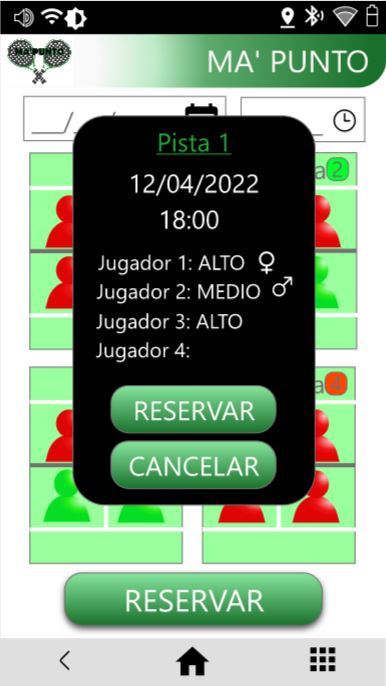 MA' PUNTO
MA' PUNTO
__/__/
Pista 1
a 2
12/04/2022
18:00
Jugador 1: ALTO ♀
Jugador 2: MEDIO ♂
Jugador 3: ALTO
Jugador 4:
a 4
RESERVAR
CANCELAR
RESERVAR